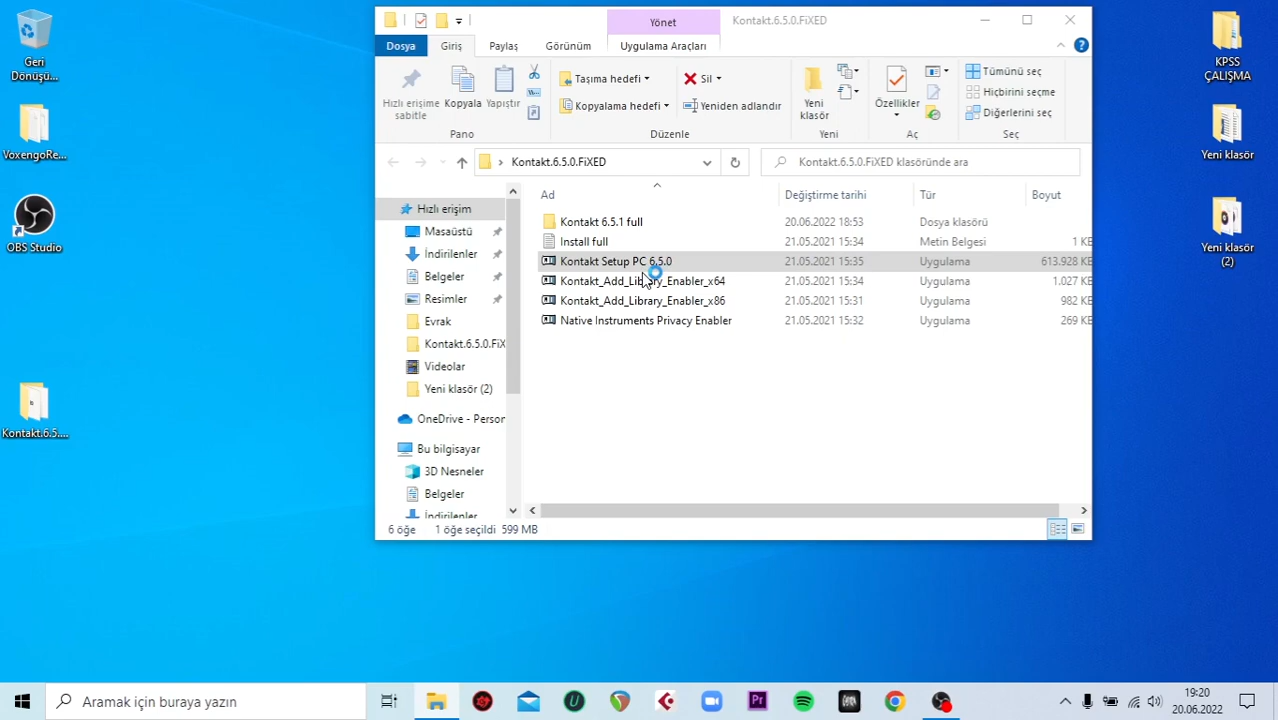 Geri
Dönüşü...
VoxengoRe...
OBS Studio
Kontakt.6.5....
KPSS
ÇALIŞMA
Yeni klasör
Yeni klasör
(2)
Yönet
Kontakt.6.5.0.FiXED
Dosya
Giriş
Paylaş
Görünüm
Uygulama Araçları
Hızlı erişime
sabitle
Kopyala
Yapıştır
Pano
Taşıma hedefi
Kopyalama hedefi
Sil
Yeniden adlandır
Düzenle
Yeni
klasör
Yeni
Özellikler
Aç
Tümünü seç
Hiçbirini seçme
Diğerlerini seç
Seç
Kontakt.6.5.0.FiXED
Kontakt.6.5.0.FiXED klasöründe ara
Ad
Değiştirme tarihi
Tür
Boyut
Kontakt 6.5.1 full
20.06.2022 18:53
Dosya klasörü
Install full
21.05.2021 15:34
Metin Belgesi
1 KB
Kontakt Setup PC 6.5.0
21.05.2021 15:35
Uygulama
613.928 KB
Kontakt_Add_Library_Enabler_x64
21.05.2021 15:34
Uygulama
1.027 KB
Kontakt_Add_Library_Enabler_x86
21.05.2021 15:31
Uygulama
982 KB
Native Instruments Privacy Enabler
21.05.2021 15:32
Uygulama
269 KB
Hızlı erişim
Masaüstü
İndirilenler
Belgeler
Resimler
Evrak
Kontakt.6.5.0.FiX
Videolar
Yeni klasör (2)
OneDrive - Person
Bu bilgisayar
3D Nesneler
Belgeler
İndirilenler
6 öğe
1 öğe seçildi 599 MB
Aramak için buraya yazın
Pr
19:20
20.06.2022